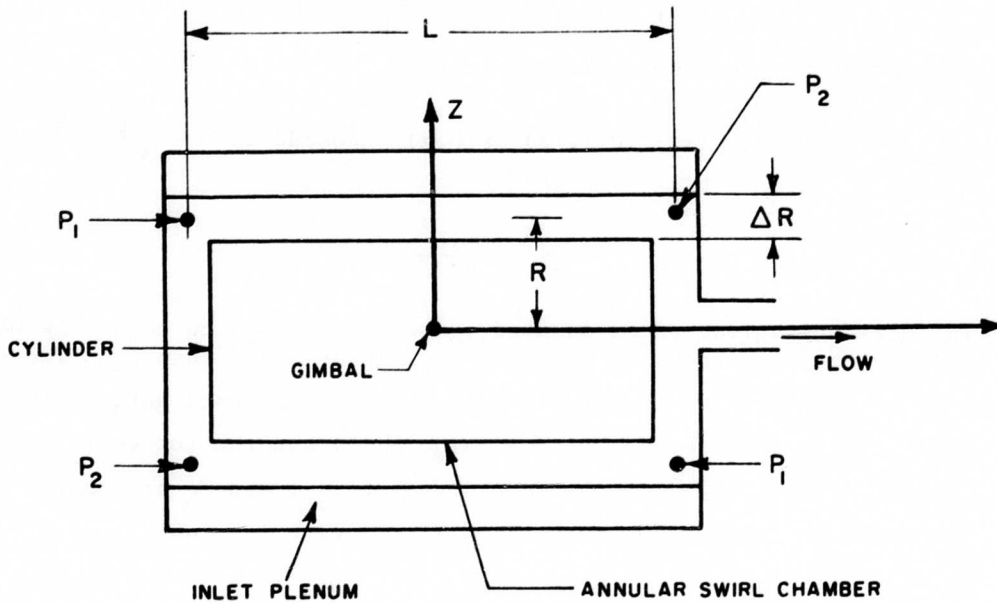 L
P2
Z
P1
ΔR
R
CYLINDER
GIMBAL
FLOW
P2
P1
INLET PLENUM
ANNULAR SWIRL CHAMBER